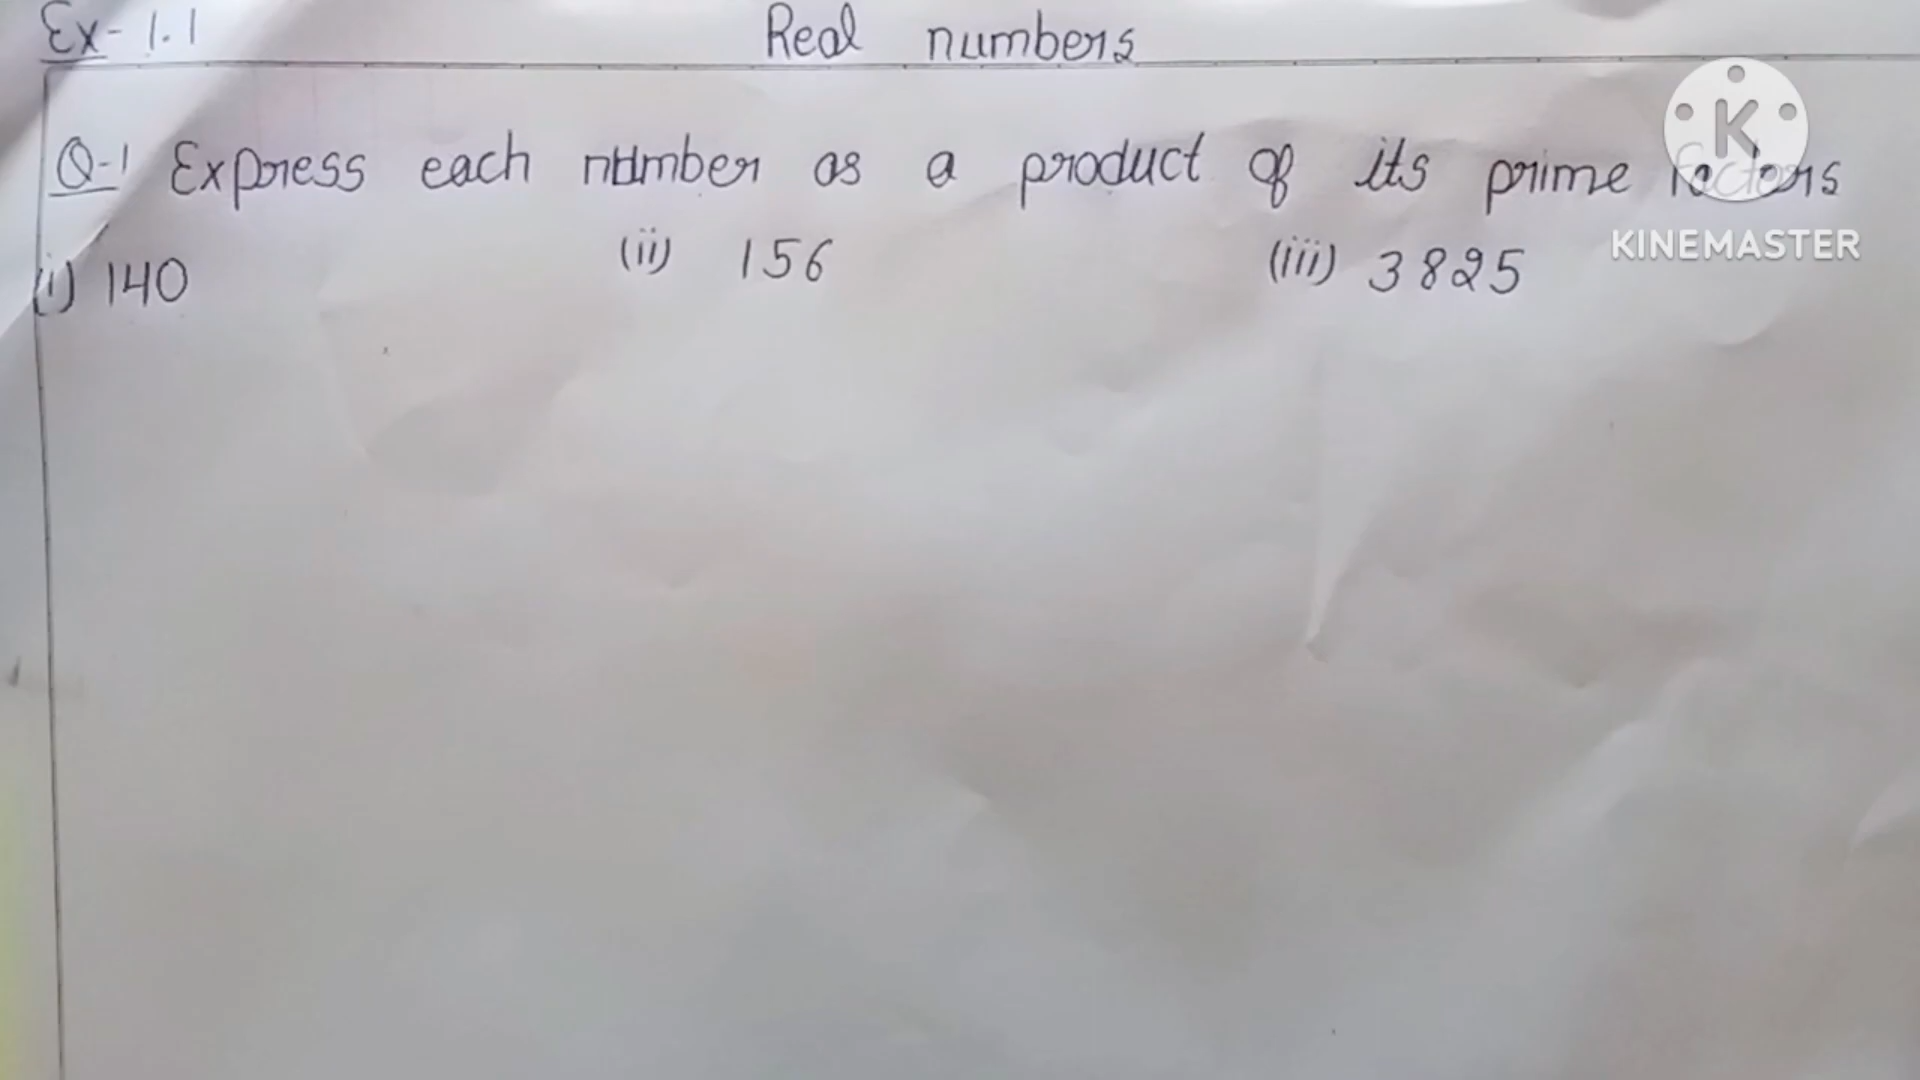 Ex-1.1 Real numbers
Q-1 Express each number as a product of its prime factors
(i) 140 (ii) 156 (iii) 3825
K
KINEMASTER